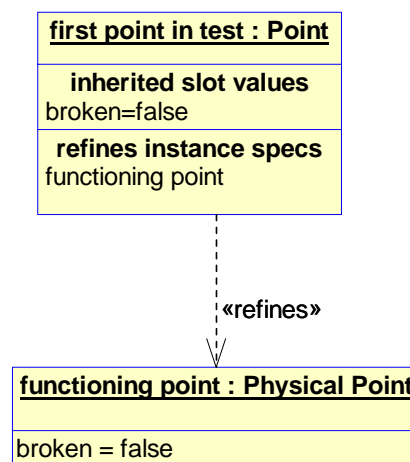 first point in test : Point
inherited slot values
broken=false
refines instance specs
functioning point
«refines»
functioning point : Physical Point
broken = false